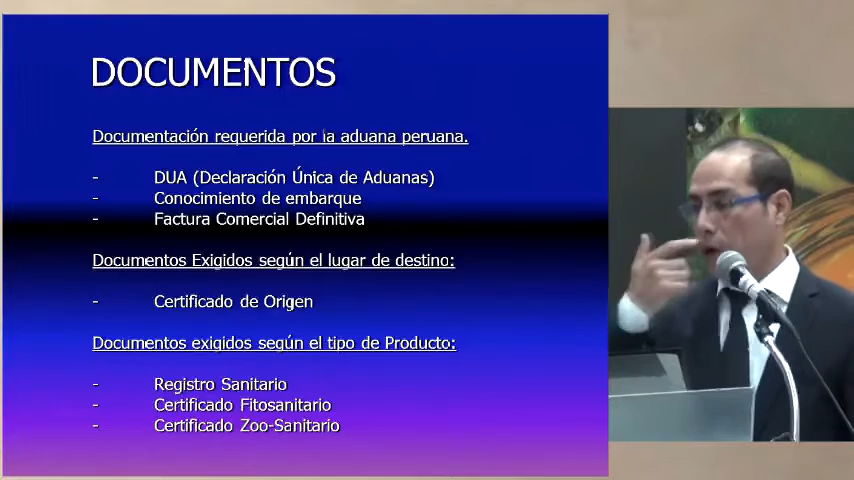 DOCUMENTOS
Documentación requerida por la aduana peruana.
- DUA (Declaración Única de Aduanas)
- Conocimiento de embarque
- Factura Comercial Definitiva
Documentos Exigidos según el lugar de destino:
- Certificado de Origen
Documentos exigidos según el tipo de Producto:
- Registro Sanitario
- Certificado Fitosanitario
- Certificado Zoo-Sanitario